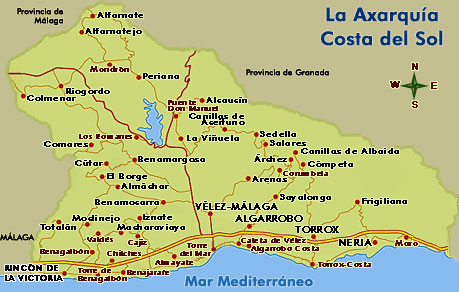 Provincia de
Málaga
La Axarquía
Costa del Sol
Alfarnate
Alfarnatejo
Mondrón
Periana
Provincia de Granada
N
W
E
S
Riogordo
Colmenar
Puente
Don Manuel
Alcaucín
Canillas de
Aceituno
Los Romanes
La Viñuela
Sedella
Salares
Comares
Canillas de Albaida
Cútar
Benamargosa
Árchez
Cómpeta
Corumbela
El Borge
Almáchar
Arenas
Benamocarra
Sayalonga
Frigiliana
VÉLEZ-MÁLAGA
Modinejo
Iznate
ALGARROBO
Totalán
Macharaviaya
TORROX
MÁLAGA
Valdés
Cajiz
NERJA
Maro
Benagalbón
Chilches
Torre
del Mar
Caleta de Vélez
Algarrobo Costa
RINCÓN DE
LA VICTORIA
Torre de
Benagalbón
Benajarafe
Almayate
Torrox-Costa
Mar Mediterráneo